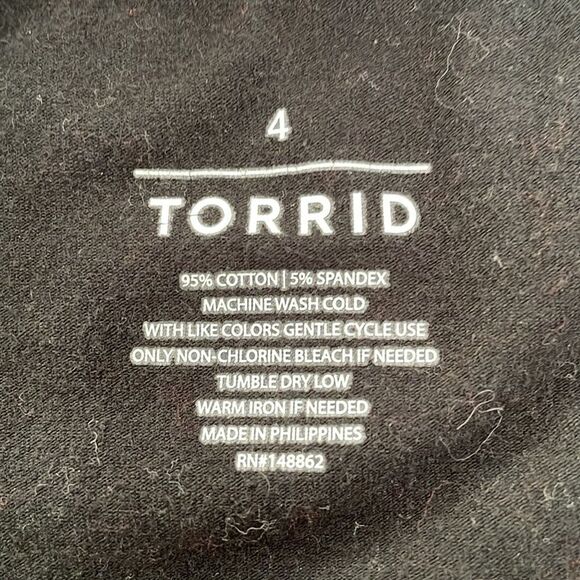 4
TORRID
95% COTTON | 5% SPANDEX
MACHINE WASH COLD
WITH LIKE COLORS GENTLE CYCLE USE
ONLY NON-CHLORINE BLEACH IF NEEDED
TUMBLE DRY LOW
WARM IRON IF NEEDED
MADE IN PHILIPPINES
RN#148862